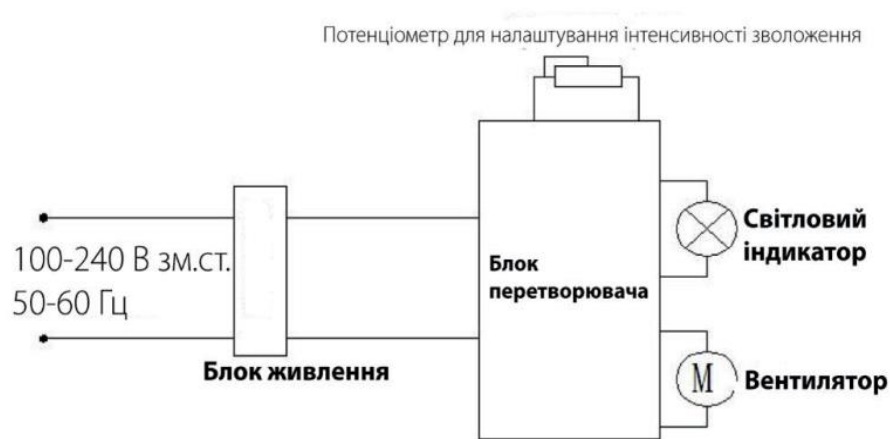 Потенціометр для налаштування інтенсивності зволоження
100-240 В зм.ст.
50-60 Гц
Блок живлення
Блок
перетворювача
Світловий
індикатор
M
Вентилятор